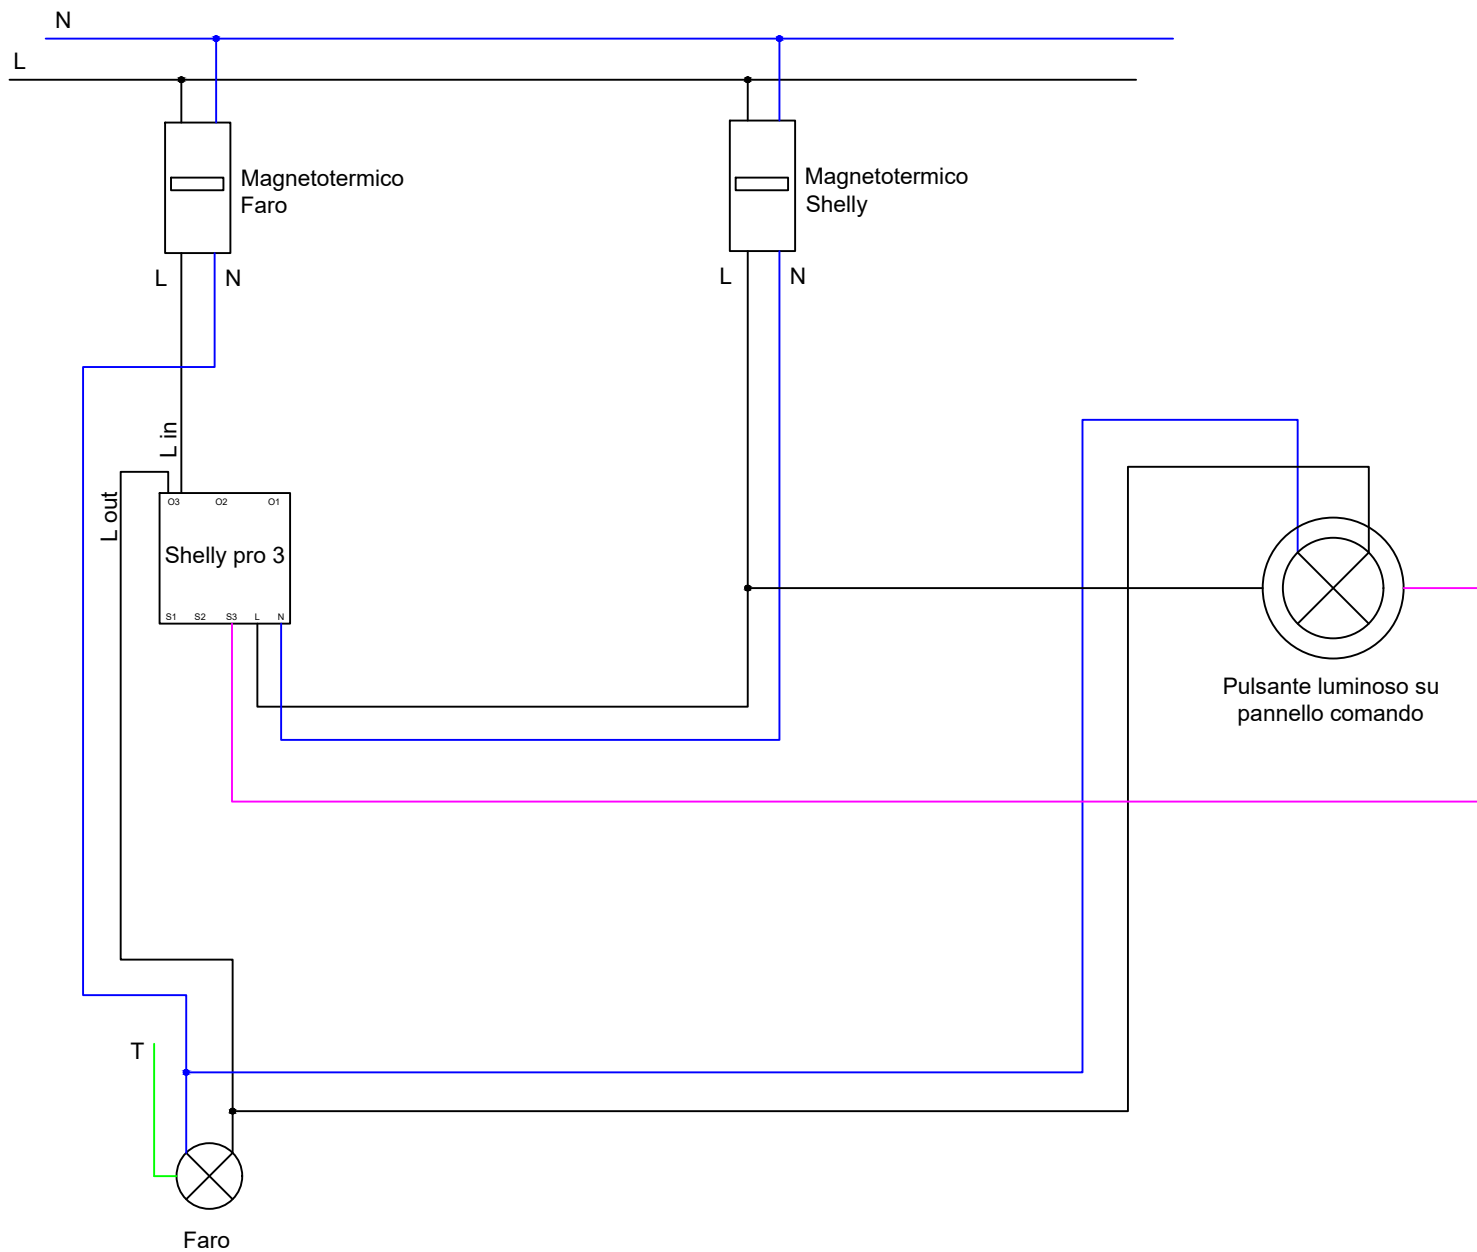 N
L
Magnetotermico
Faro
Magnetotermico
Shelly
L
N
L
N
L in
L out
O3
O2
O1
Shelly pro 3
S1
S2
S3
L
N
Pulsante luminoso su
pannello comando
T
Faro